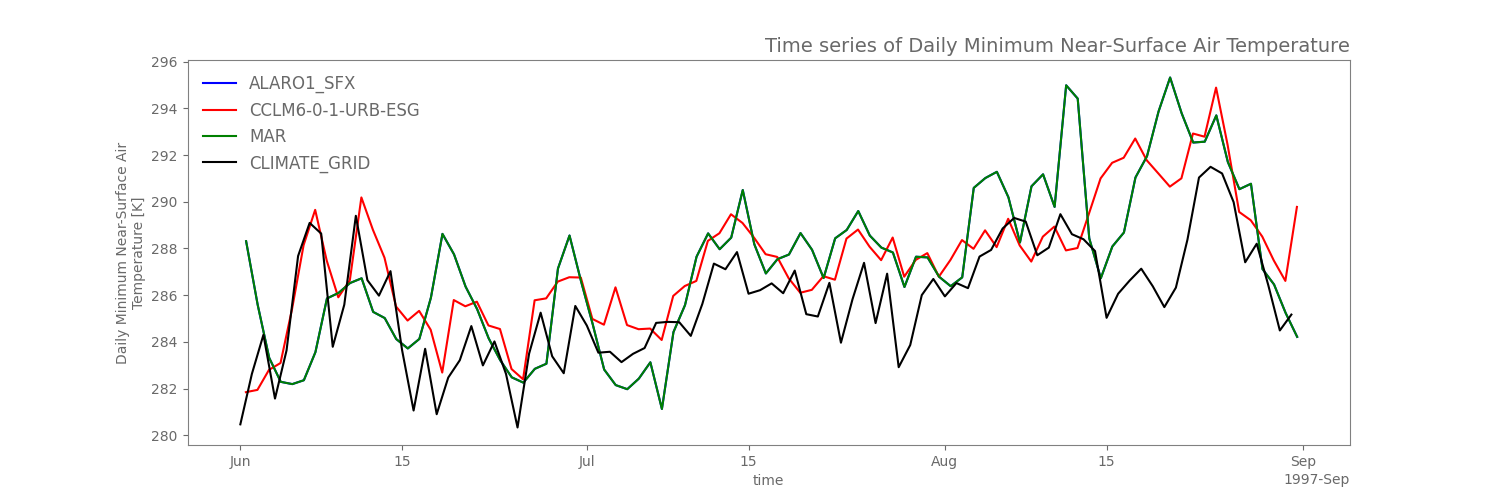 Time series of Daily Minimum Near-Surface Air Temperature
296
294
292
290
288
286
284
282
280
Daily Minimum Near-Surface Air
Temperature [K]
ALARO1_SFX
CCLM6-0-1-URB-ESG
MAR
CLIMATE_GRID
Jun
15
Jul
15
Aug
15
Sep
time
1997-Sep